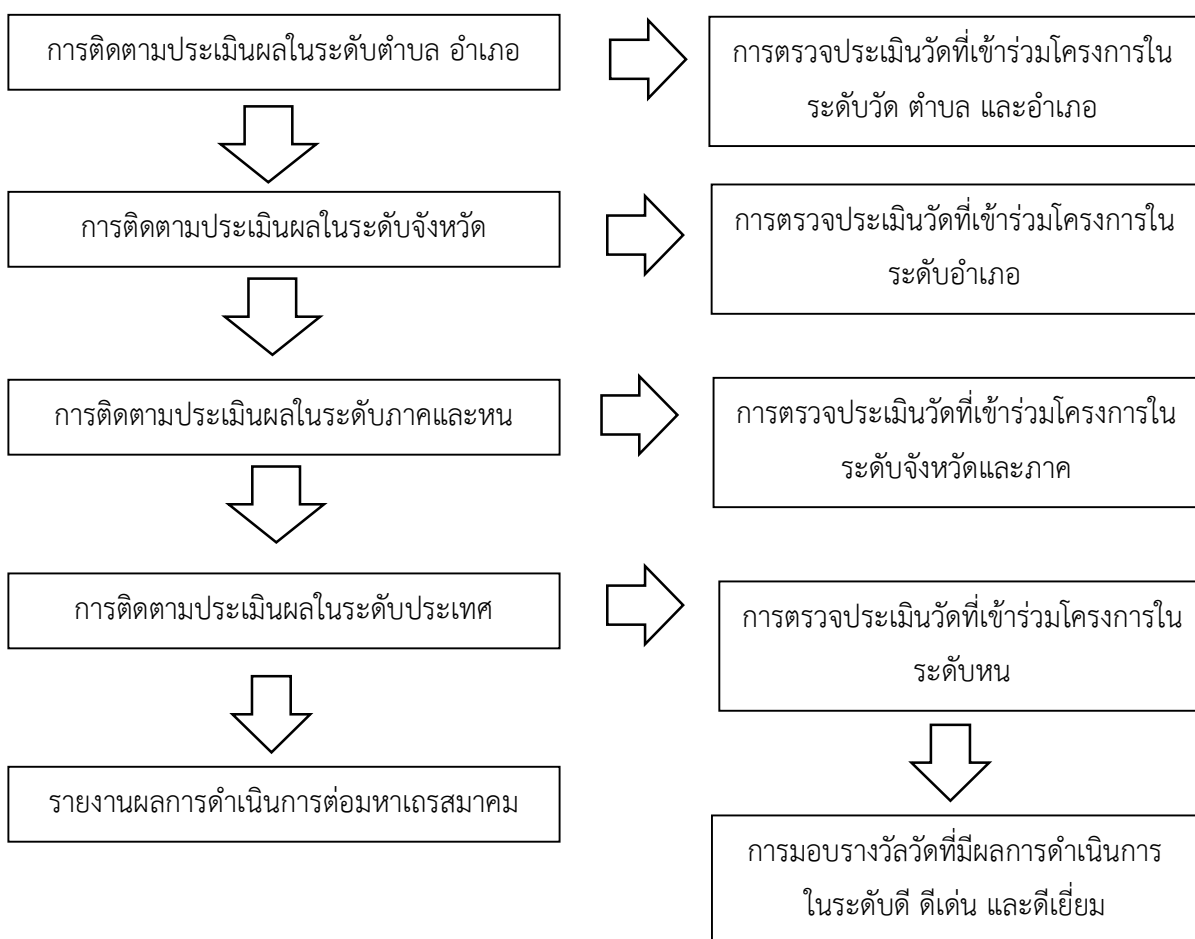 การติดตามประเมินผลในระดับตำบล อำเภอ
การตรวจประเมินวัดที่เข้าร่วมโครงการใน
ระดับวัด ตำบล และอำเภอ
การติดตามประเมินผลในระดับจังหวัด
การตรวจประเมินวัดที่เข้าร่วมโครงการใน
ระดับอำเภอ
การติดตามประเมินผลในระดับภาคและหน
การตรวจประเมินวัดที่เข้าร่วมโครงการใน
ระดับจังหวัดและภาค
การติดตามประเมินผลในระดับประเทศ
การตรวจประเมินวัดที่เข้าร่วมโครงการใน
ระดับหน
รายงานผลการดำเนินการต่อมหาเถรสมาคม
การมอบรางวัลวัดที่มีผลการดำเนินการ
ในระดับดี ดีเด่น และดีเยี่ยม